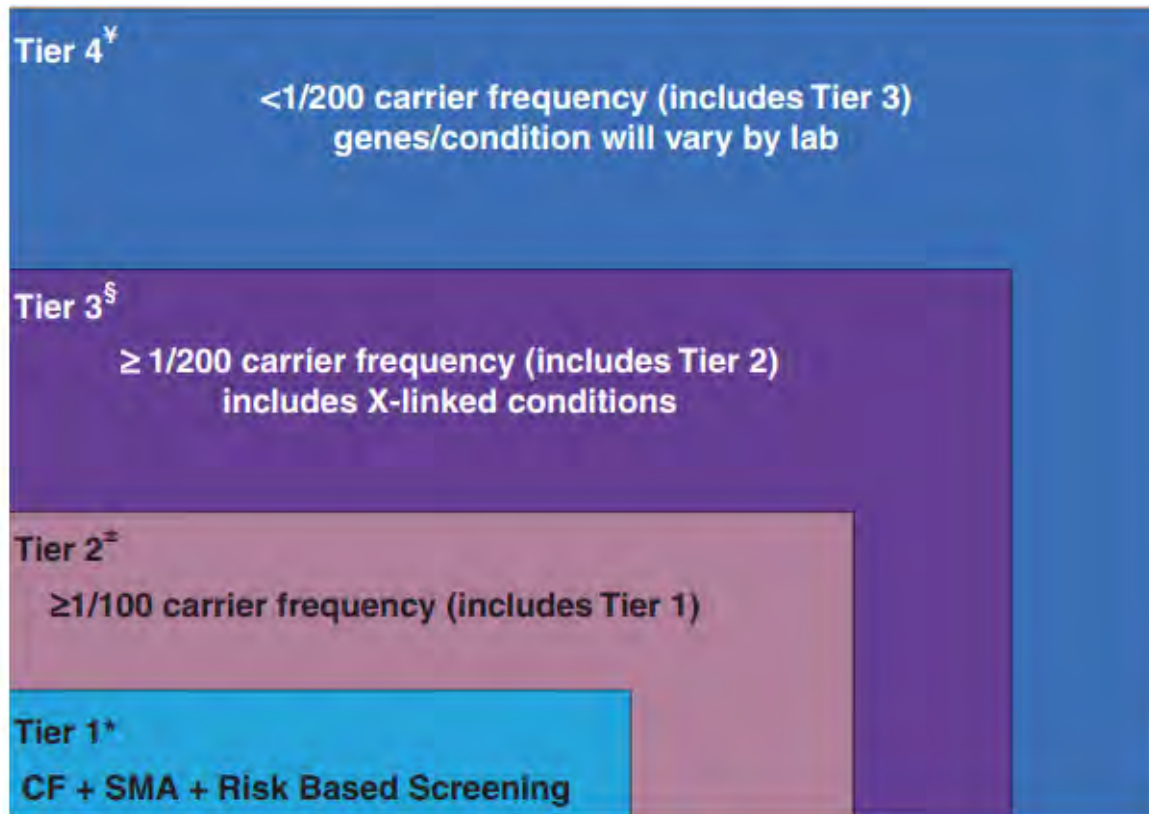 Tier 4¥
<1/200 carrier frequency (includes Tier 3)
genes/condition will vary by lab
Tier 3§
≥ 1/200 carrier frequency (includes Tier 2)
includes X-linked conditions
Tier 2±
≥1/100 carrier frequency (includes Tier 1)
Tier 1*
CF + SMA + Risk Based Screening